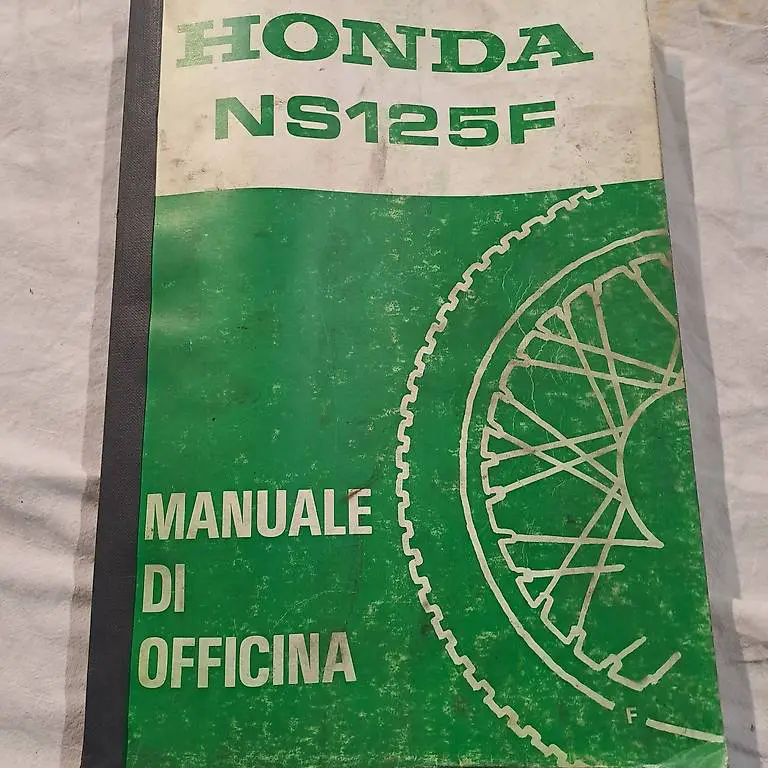 HONDA
NS125F
MANUALE
DI
OFFICINA
F